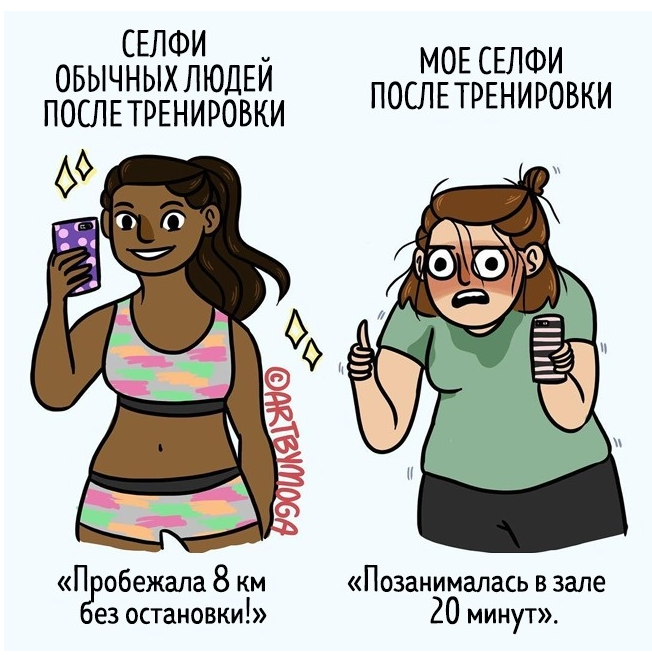 СЕЛФИ
ОБЫЧНЫХ ЛЮДЕЙ
ПОСЛЕ ТРЕНИРОВКИ
МОЕ СЕЛФИ
ПОСЛЕ ТРЕНИРОВКИ
©ARTBYMOGA
«Пробежала 8 км
без остановки!»
«Позанималась в зале
20 минут».